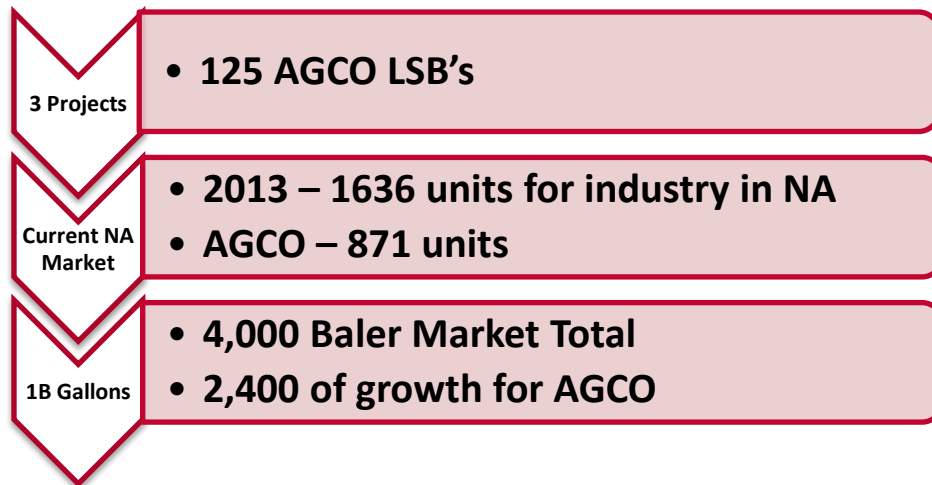 3 Projects
• 125 AGCO LSB's
Current NA
Market
• 2013 – 1636 units for industry in NA
• AGCO – 871 units
1B Gallons
• 4,000 Baler Market Total
• 2,400 of growth for AGCO